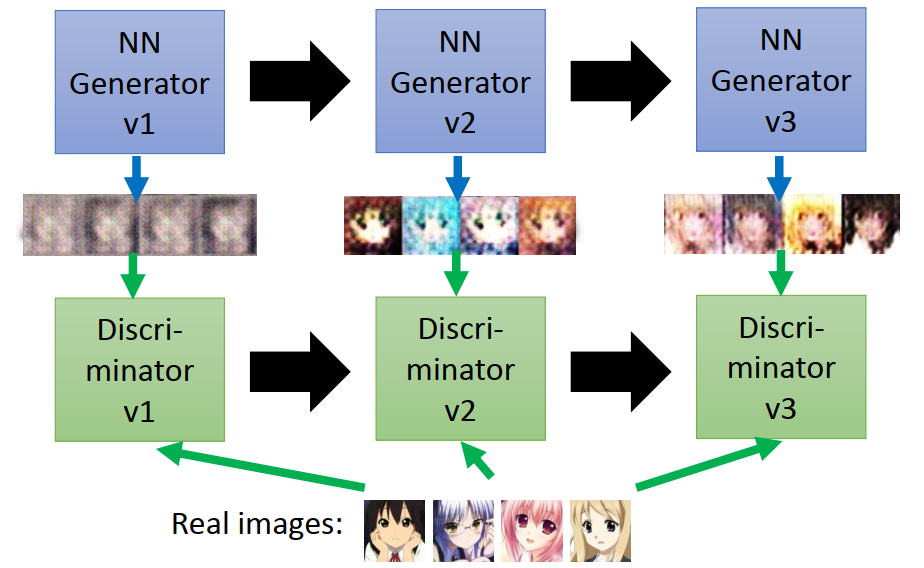 NN
Generator
v1
NN
Generator
v2
NN
Generator
v3
Discri-
minator
v1
Discri-
minator
v2
Discri-
minator
v3
Real images: